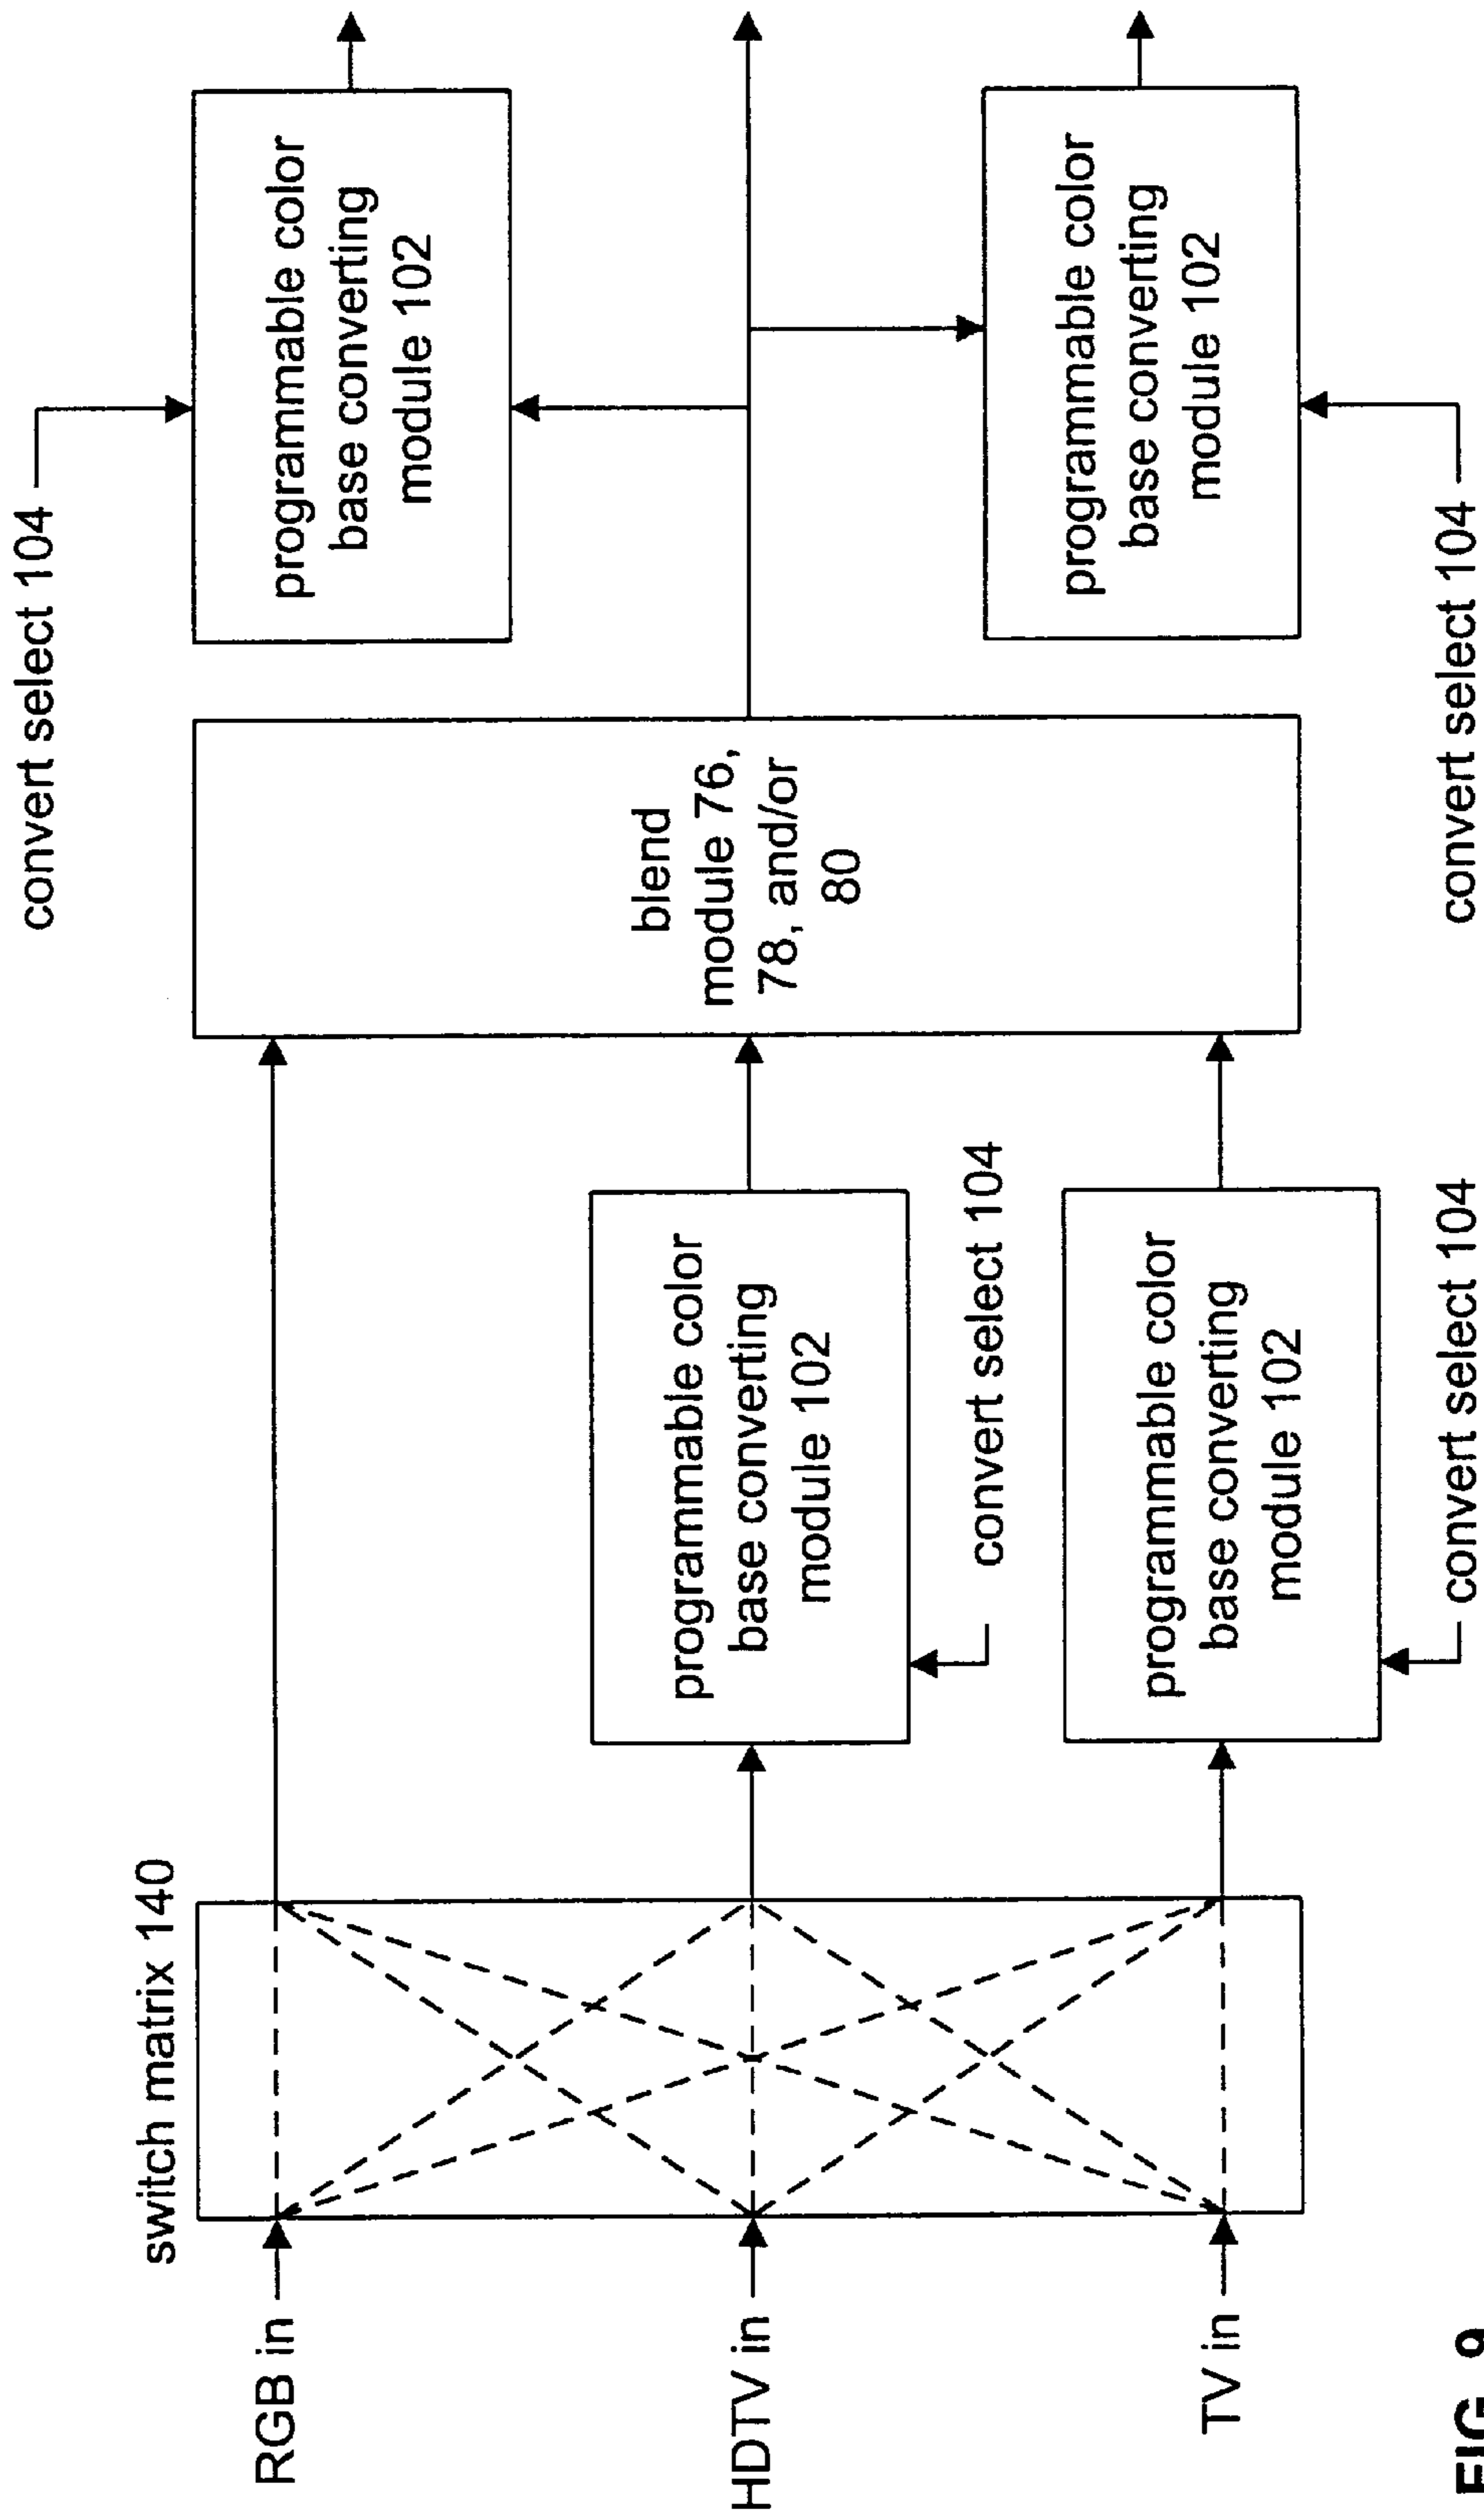 switch matrix 140
RGB in
HDTV in
TV in
programmable color
base converting
module 102
convert select 104
programmable color
base converting
module 102
convert select 104
blend
module 76,
78, and/or
80
convert select 104
programmable color
base converting
module 102
programmable color
base converting
module 102
convert select 104
FIG. 9